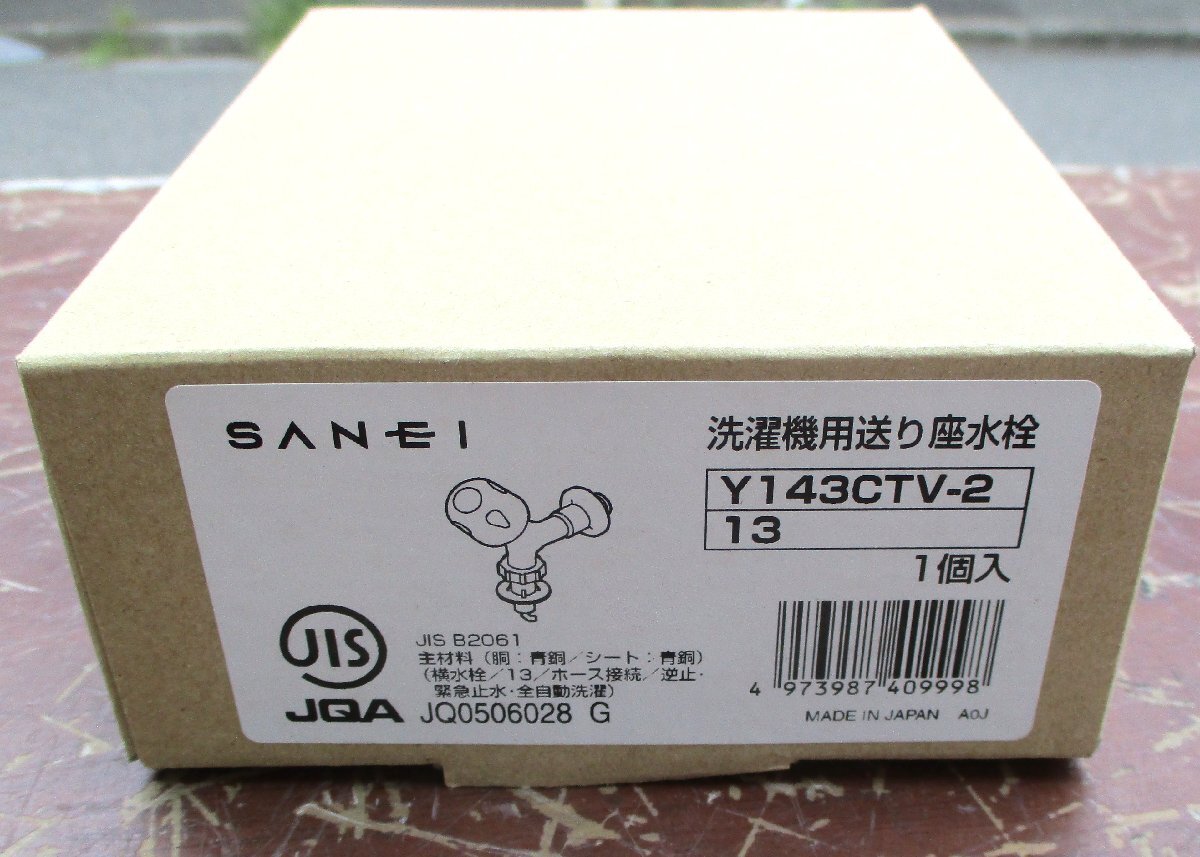 SANEI
洗濯機用送り座水栓
Y143CTV-2
13
1個入
JIS
JQA
JIS B2061
主材料(胴:青銅/シート:青銅)
(横水栓/13/ホース接続/逆止・
緊急止水・全自動洗濯)
JQ0506028 G
4 973987 409998
MADE IN JAPAN A0J